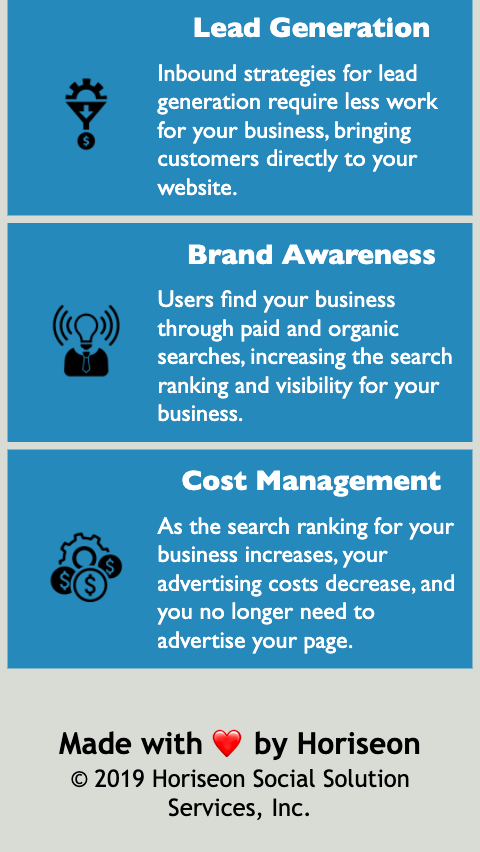 Lead Generation
Inbound strategies for lead
generation require less work
for your business, bringing
customers directly to your
website.
Brand Awareness
Users find your business
through paid and organic
searches, increasing the search
ranking and visibility for your
business.
Cost Management
As the search ranking for your
business increases, your
advertising costs decrease, and
you no longer need to
advertise your page.
Made with ❤️ by Horiseon
© 2019 Horiseon Social Solution
Services, Inc.